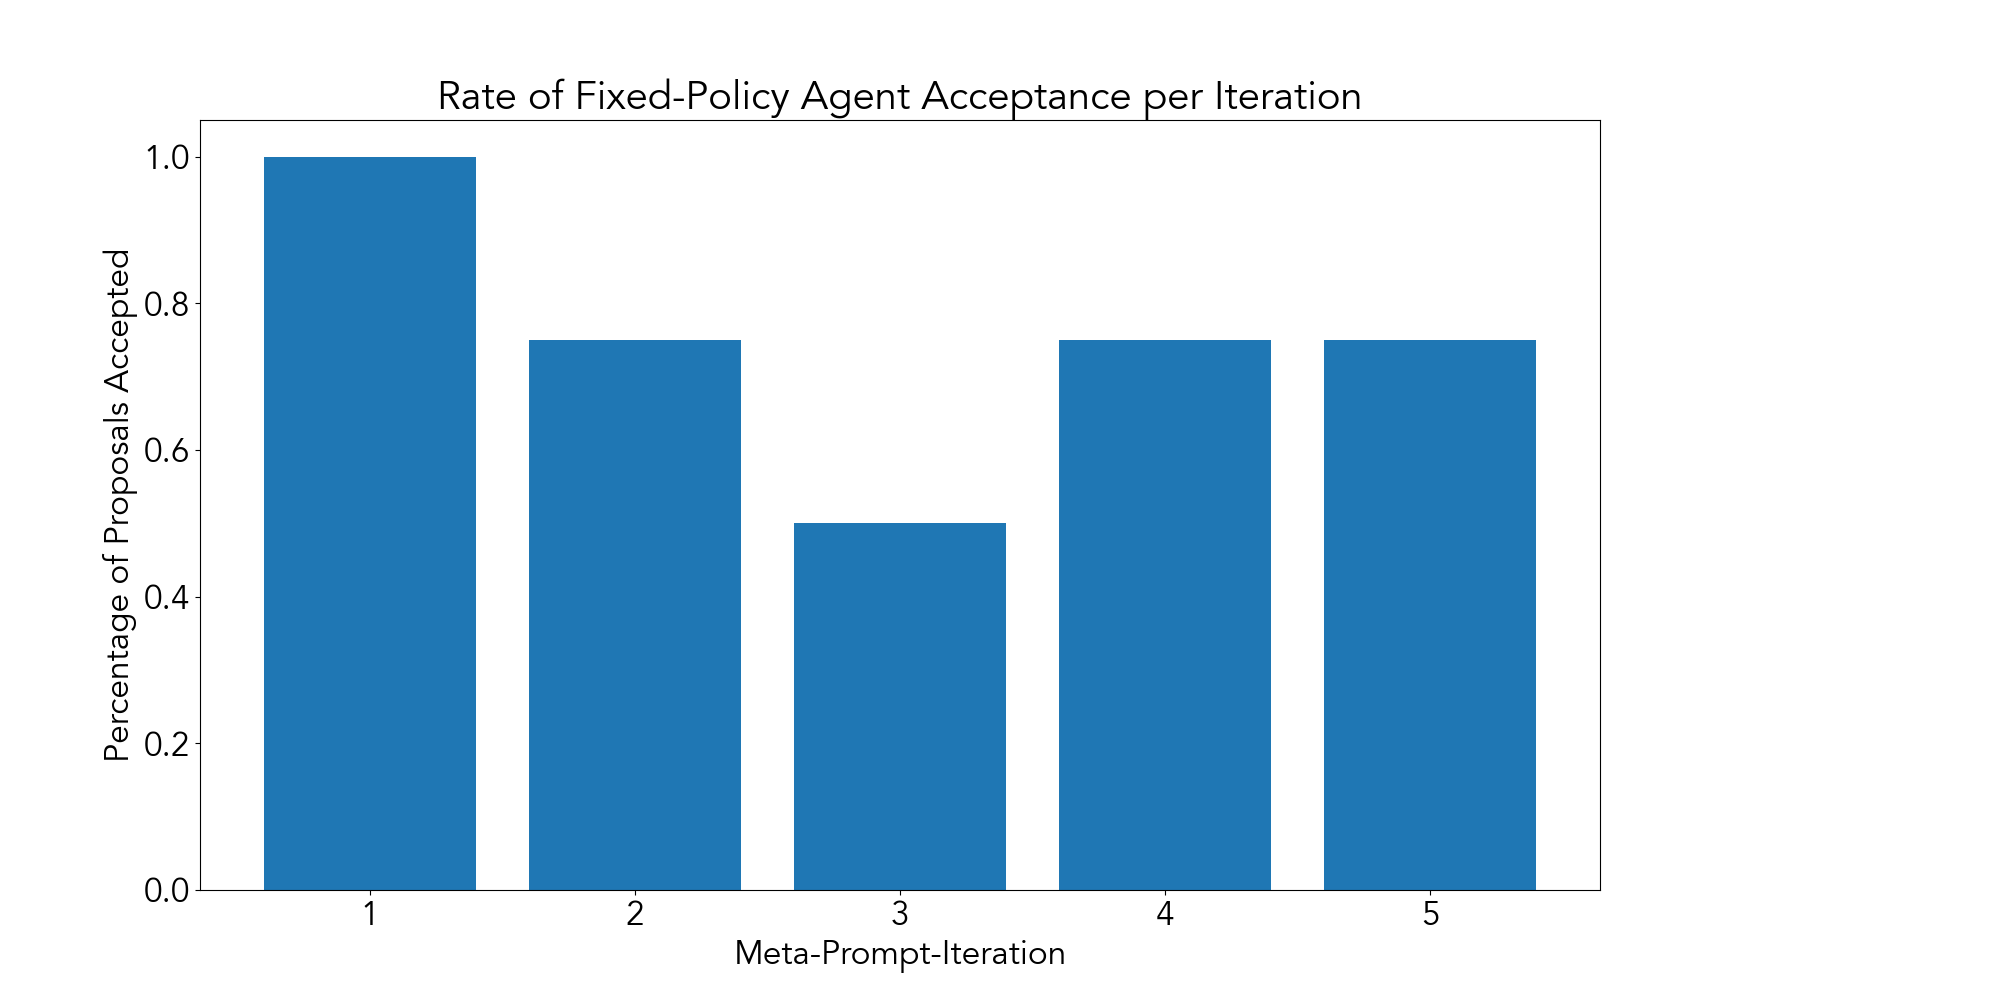 Rate of Fixed-Policy Agent Acceptance per Iteration
Percentage of Proposals Accepted
1.0
0.8
0.6
0.4
0.2
0.0
1 2 3 4 5
Meta-Prompt-Iteration